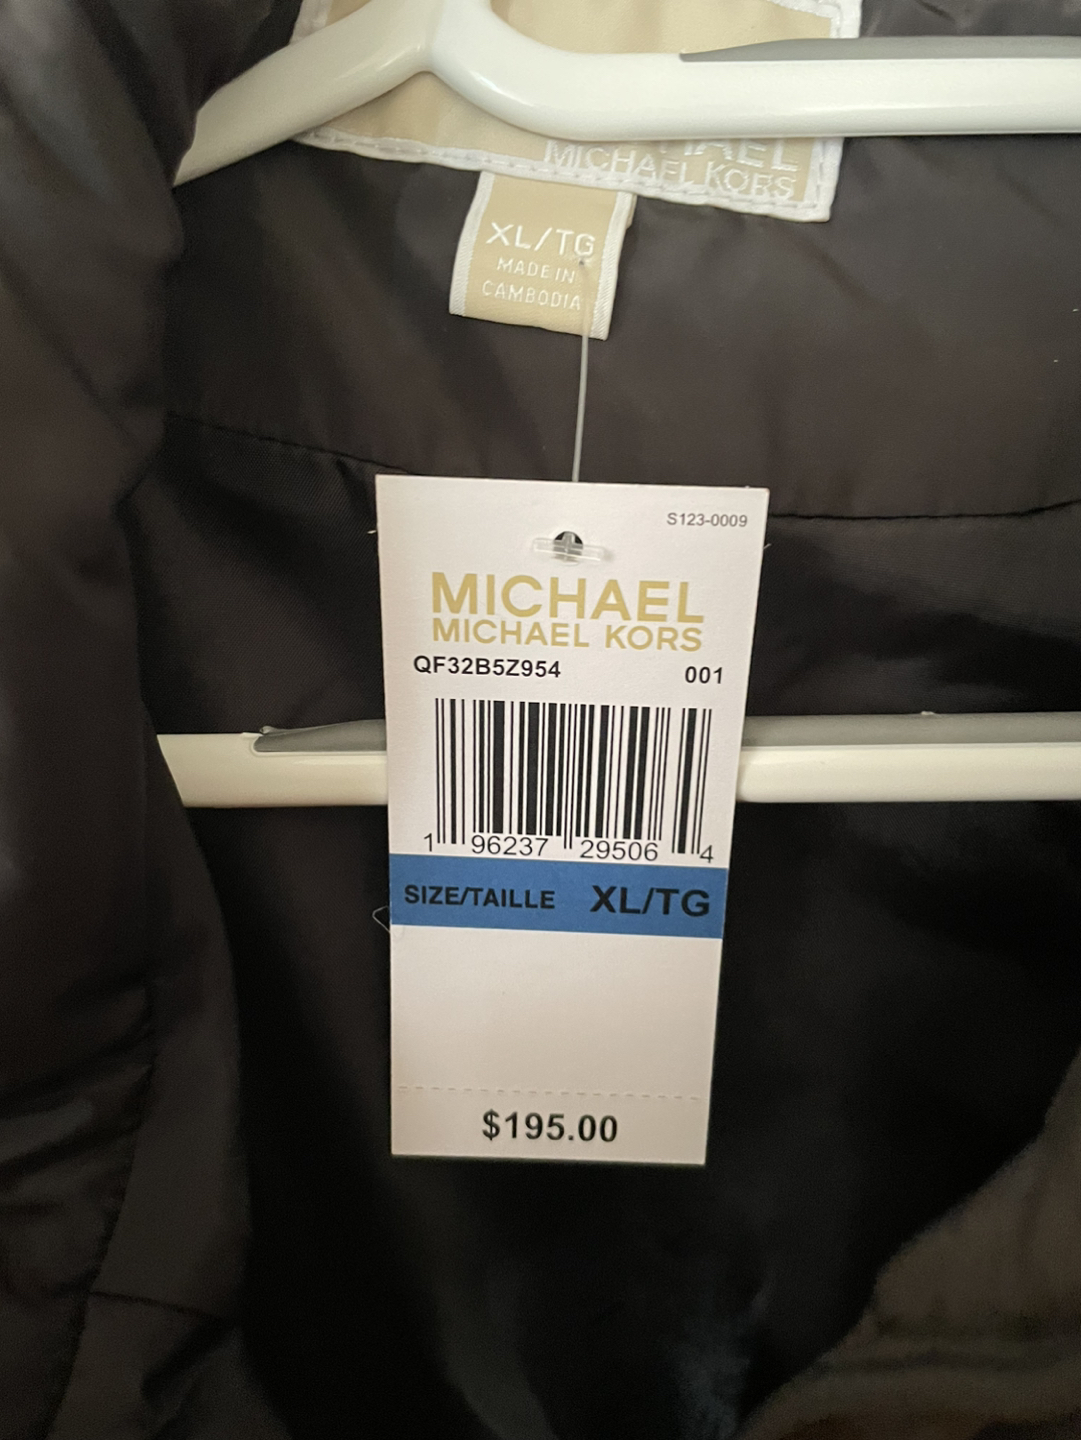 MICHAEL KORS
XL/TG
MADE IN
CAMBODIA
S123-0009
MICHAEL
MICHAEL KORS
QF32B5Z954 001
1 96237 29506 4
SIZE/TAILLE XL/TG
$195.00